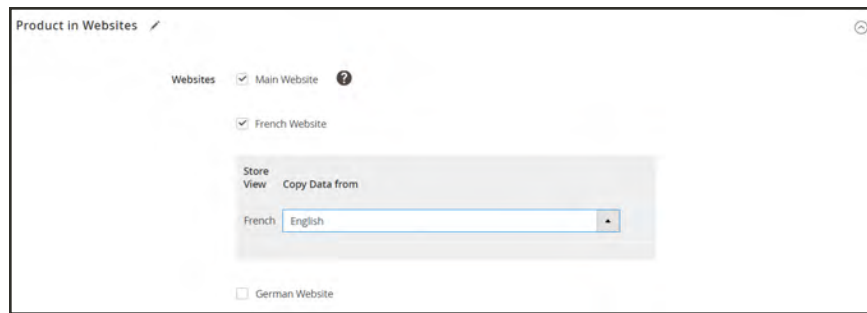 Product in Websites
Websites Main Website ?
French Website
Store
View Copy Data from
French English
German Website